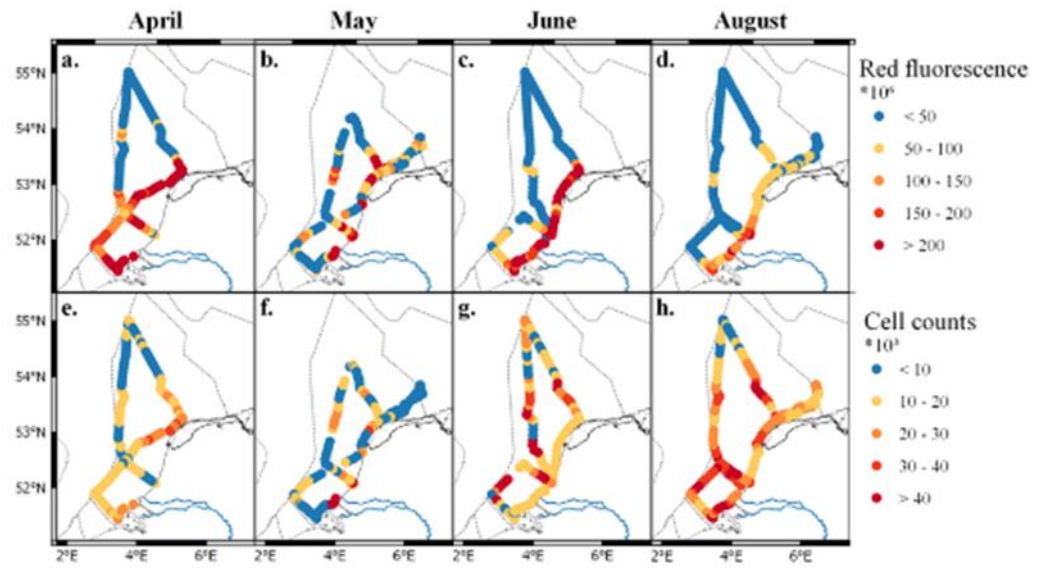 April May June August
a. b. c. d.
55°N
54°N
53°N
52°N
Red fluorescence
*10⁶
< 50
50 - 100
100 - 150
150 - 200
> 200
e. f. g. h.
55°N
54°N
53°N
52°N
Cell counts
*10³
< 10
10 - 20
20 - 30
30 - 40
> 40
2°E 4°E 6°E 2°E 4°E 6°E 2°E 4°E 6°E 2°E 4°E 6°E